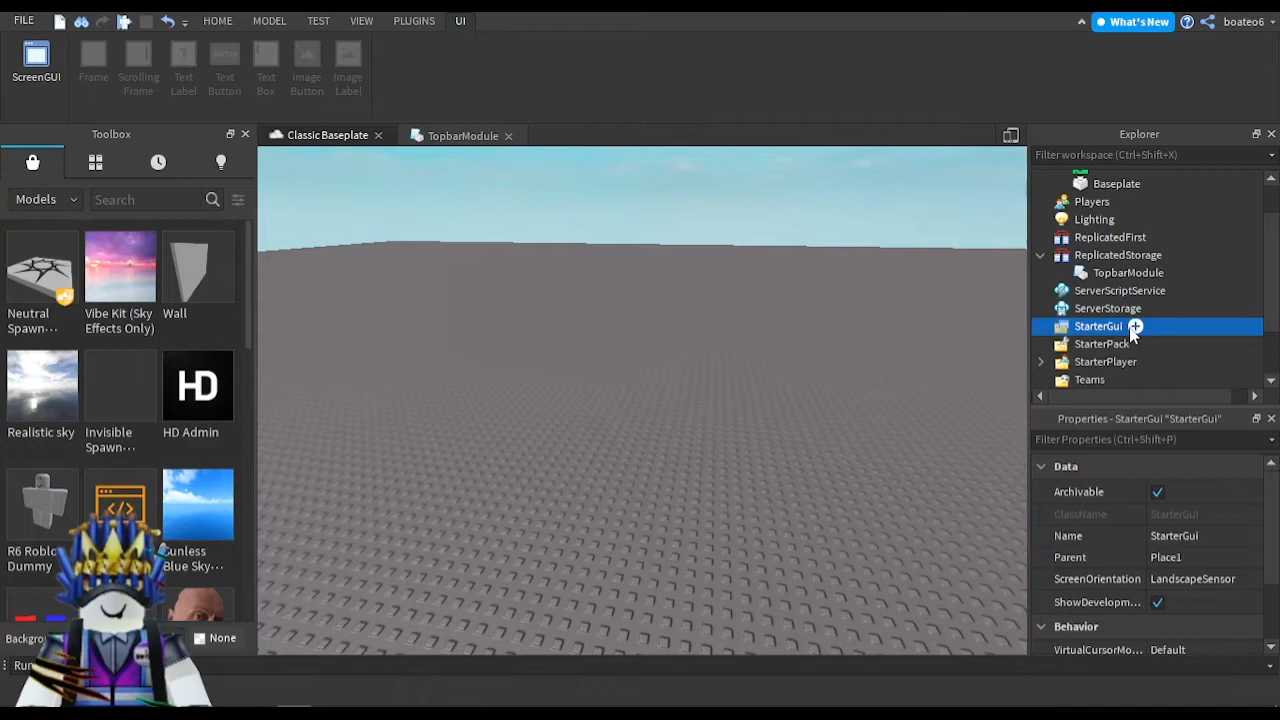 FILE HOME MODEL TEST VIEW PLUGINS UI What's New boateo6
ScreenGUI Frame Scrolling Frame Text Label Text Button Text Box Image Button Image Label
Toolbox
Models Search
Neutral Spawn... Vibe Kit (Sky Effects Only) Wall
Realistic sky Invisible Spawn... HD Admin
HD
R6 Roblo Dummy Sunless Blue Sky...
Backgro None
Run
ClassicBaseplate TopbarModule
Explorer
Filter workspace (Ctrl+Shift+X)
Baseplate
Players
Lighting
ReplicatedFirst
ReplicatedStorage
TopbarModule
ServerScriptService
ServerStorage
StarterGui
StarterPack
StarterPlayer
Teams
Properties - StarterGui "StarterGui"
Filter Properties (Ctrl+Shift+P)
Data
Archivable
ClassName StarterGui
Name StarterGui
Parent Place1
ScreenOrientation LandscapeSensor
ShowDevelopm...
Behavior
VirtualCursorMo... Default